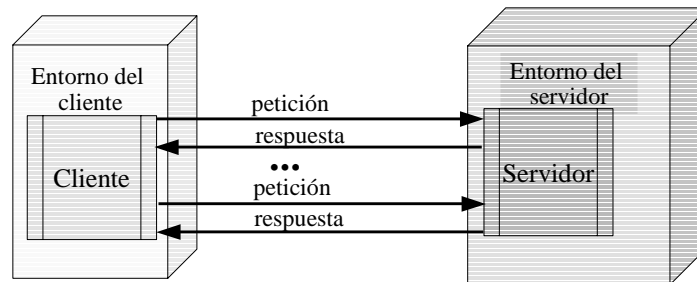 Entorno del
cliente
Cliente
petición
respuesta
...
petición
respuesta
Entorno del
servidor
Servidor